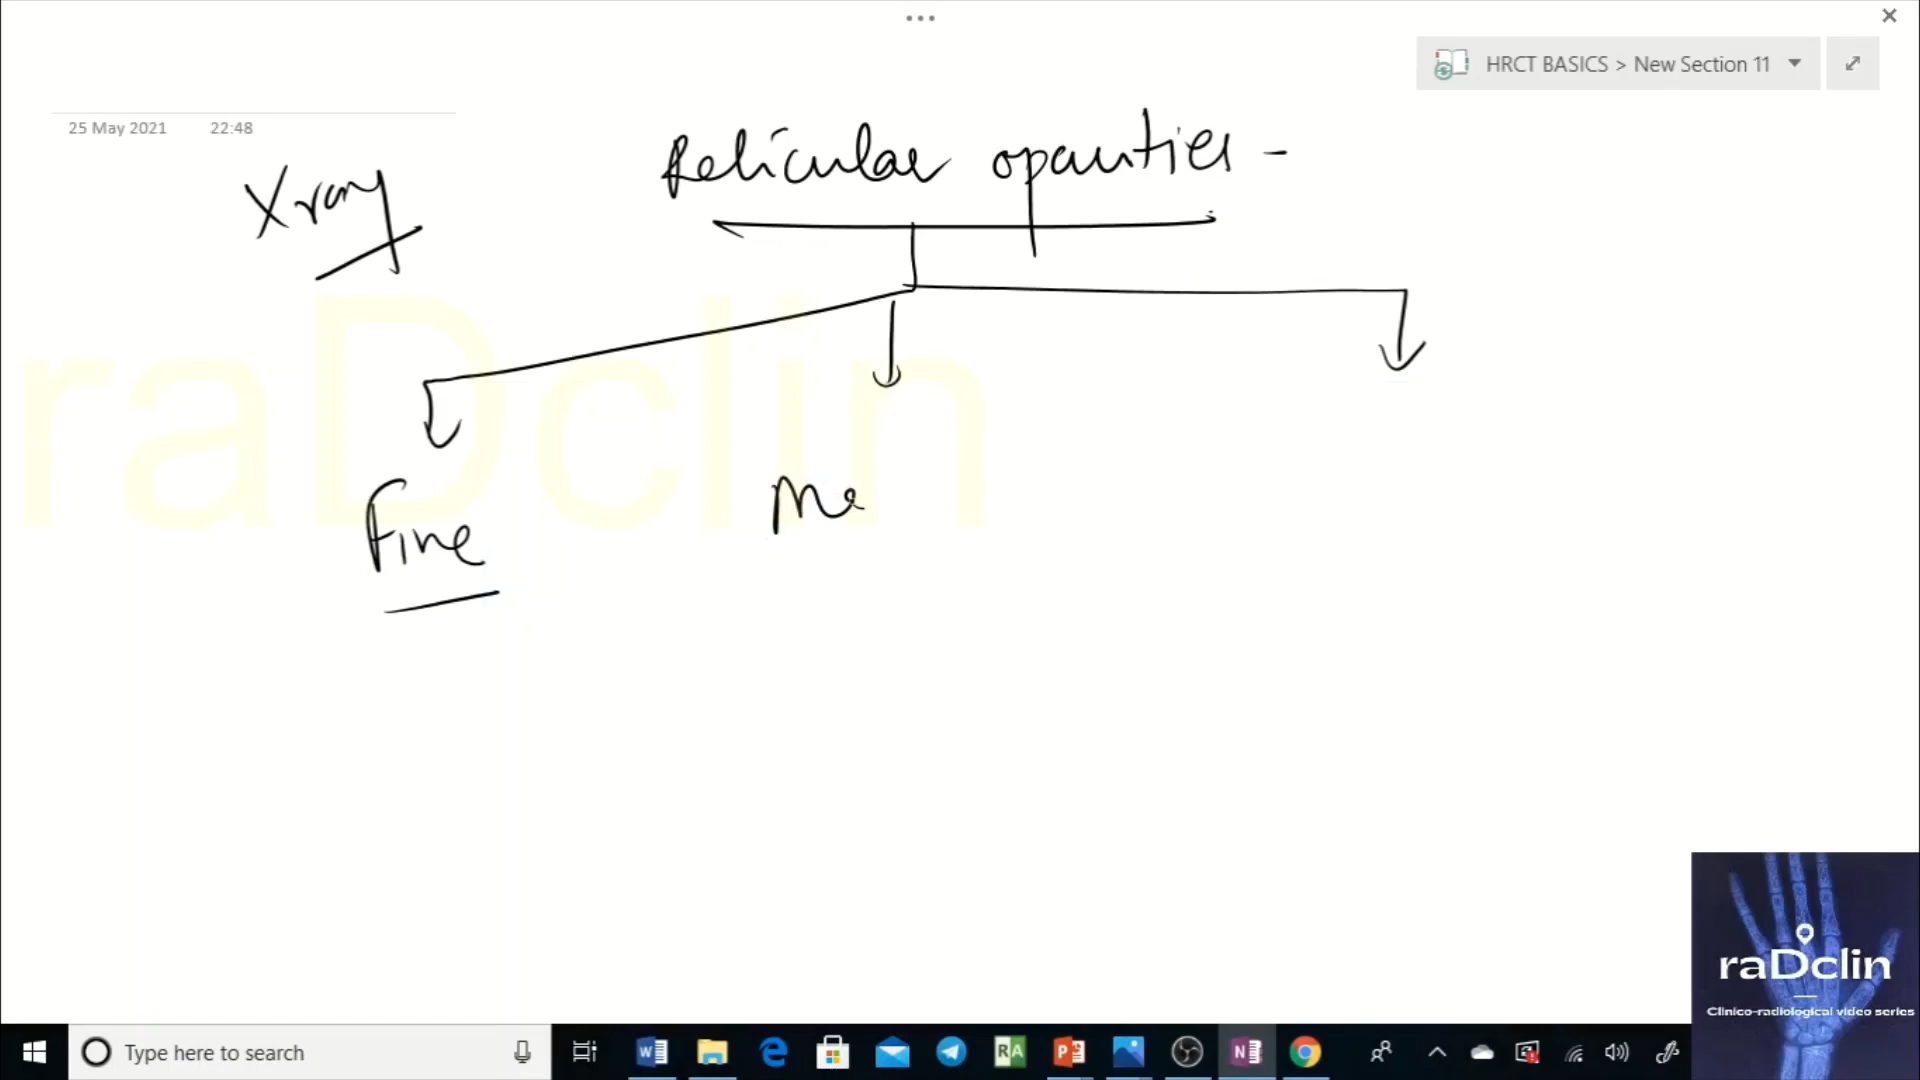 HRCT BASICS > New Section 11
25 May 2021 22:48
Xray
Reticular opacities -
Fine
Me
raDclin
raDclin
Clinico-radiological video series
Type here to search